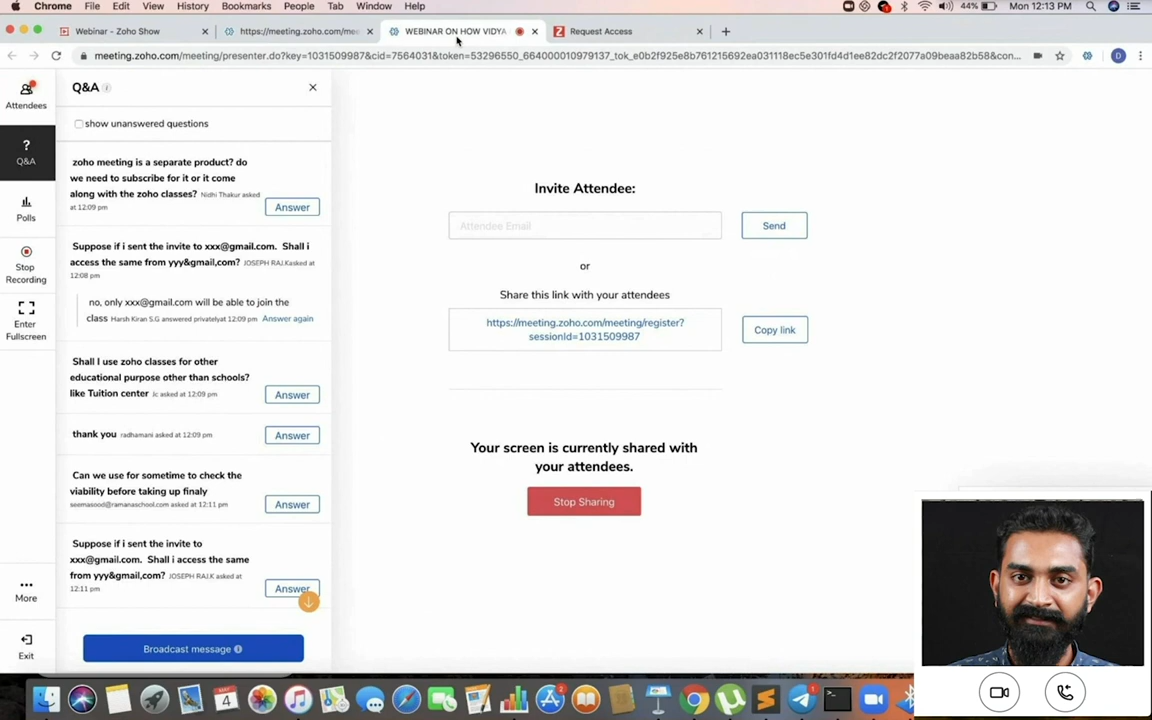 Chrome File Edit View History Bookmarks People Tab Window Help 44% Mon 12:13 PM
Webinar - Zoho Show × https://meeting.zoho.com/mee × WEBINAR ON HOW VIDYA × Request Access × +
meeting.zoho.com/meeting/presenter.do?key=1031509987&cid=7564031&token=53296550_664000010979137_tok_e0b2f925e8b761215692ea031118ec5e301fd4d1ee82dc2f2077a09beaa82b58&con...
Attendees
?
Q&A
Polls
Stop
Recording
Enter
Fullscreen
More
Exit
Q&A
show unanswered questions
zoho meeting is a separate product? do
we need to subscribe for it or it come
along with the zoho classes? Nidhi Thakur asked
at 12:09 pm
Answer
Suppose if i sent the invite to xxx@gmail.com. Shall i
access the same from yyy&gmail,com? JOSEPH RAJ.Kasked at
12:08 pm
no, only xxx@gmail.com will be able to join the
class Harsh Kiran S.G answered privatelyat 12:09 pm Answer again
Shall I use zoho classes for other
educational purpose other than schools?
like Tuition center Jc asked at 12:09 pm
Answer
thank you radhamani asked at 12:09 pm
Answer
Can we use for sometime to check the
viability before taking up finaly
seemasood@ramanaschool.com asked at 12:11 pm
Answer
Suppose if i sent the invite to
xxx@gmail.com. Shall i access the same
from yyy&gmail,com? JOSEPH RAJ.K asked at
12:11 pm
Answer
Broadcast message
Invite Attendee:
Attendee Email
Send
or
Share this link with your attendees
https://meeting.zoho.com/meeting/register?
sessionId=1031509987
Copy link
Your screen is currently shared with
your attendees.
Stop Sharing